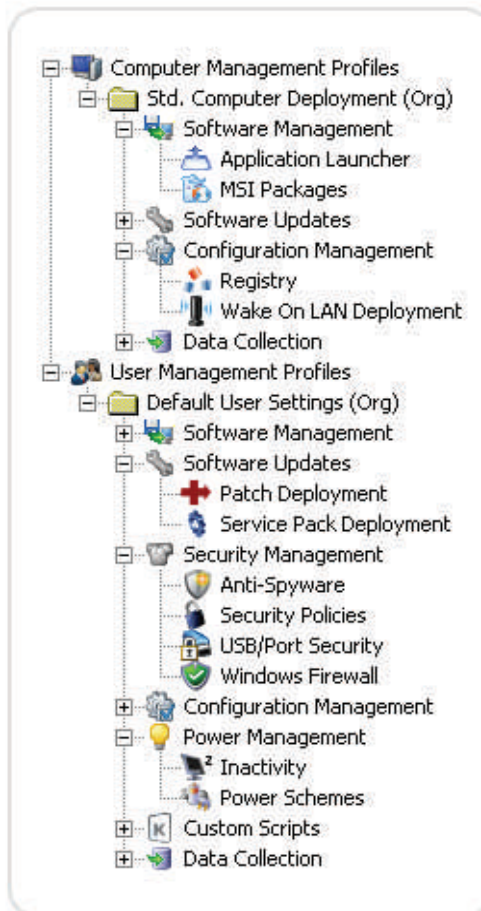 Computer Management Profiles
Std. Computer Deployment (Org)
Software Management
Application Launcher
MSI Packages
Software Updates
Configuration Management
Registry
Wake On LAN Deployment
Data Collection
User Management Profiles
Default User Settings (Org)
Software Management
Software Updates
Patch Deployment
Service Pack Deployment
Security Management
Anti-Spyware
Security Policies
USB/Port Security
Windows Firewall
Configuration Management
Power Management
Inactivity
Power Schemes
Custom Scripts
Data Collection